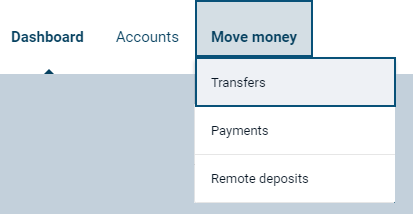 Dashboard Accounts Move money
Transfers
Payments
Remote deposits